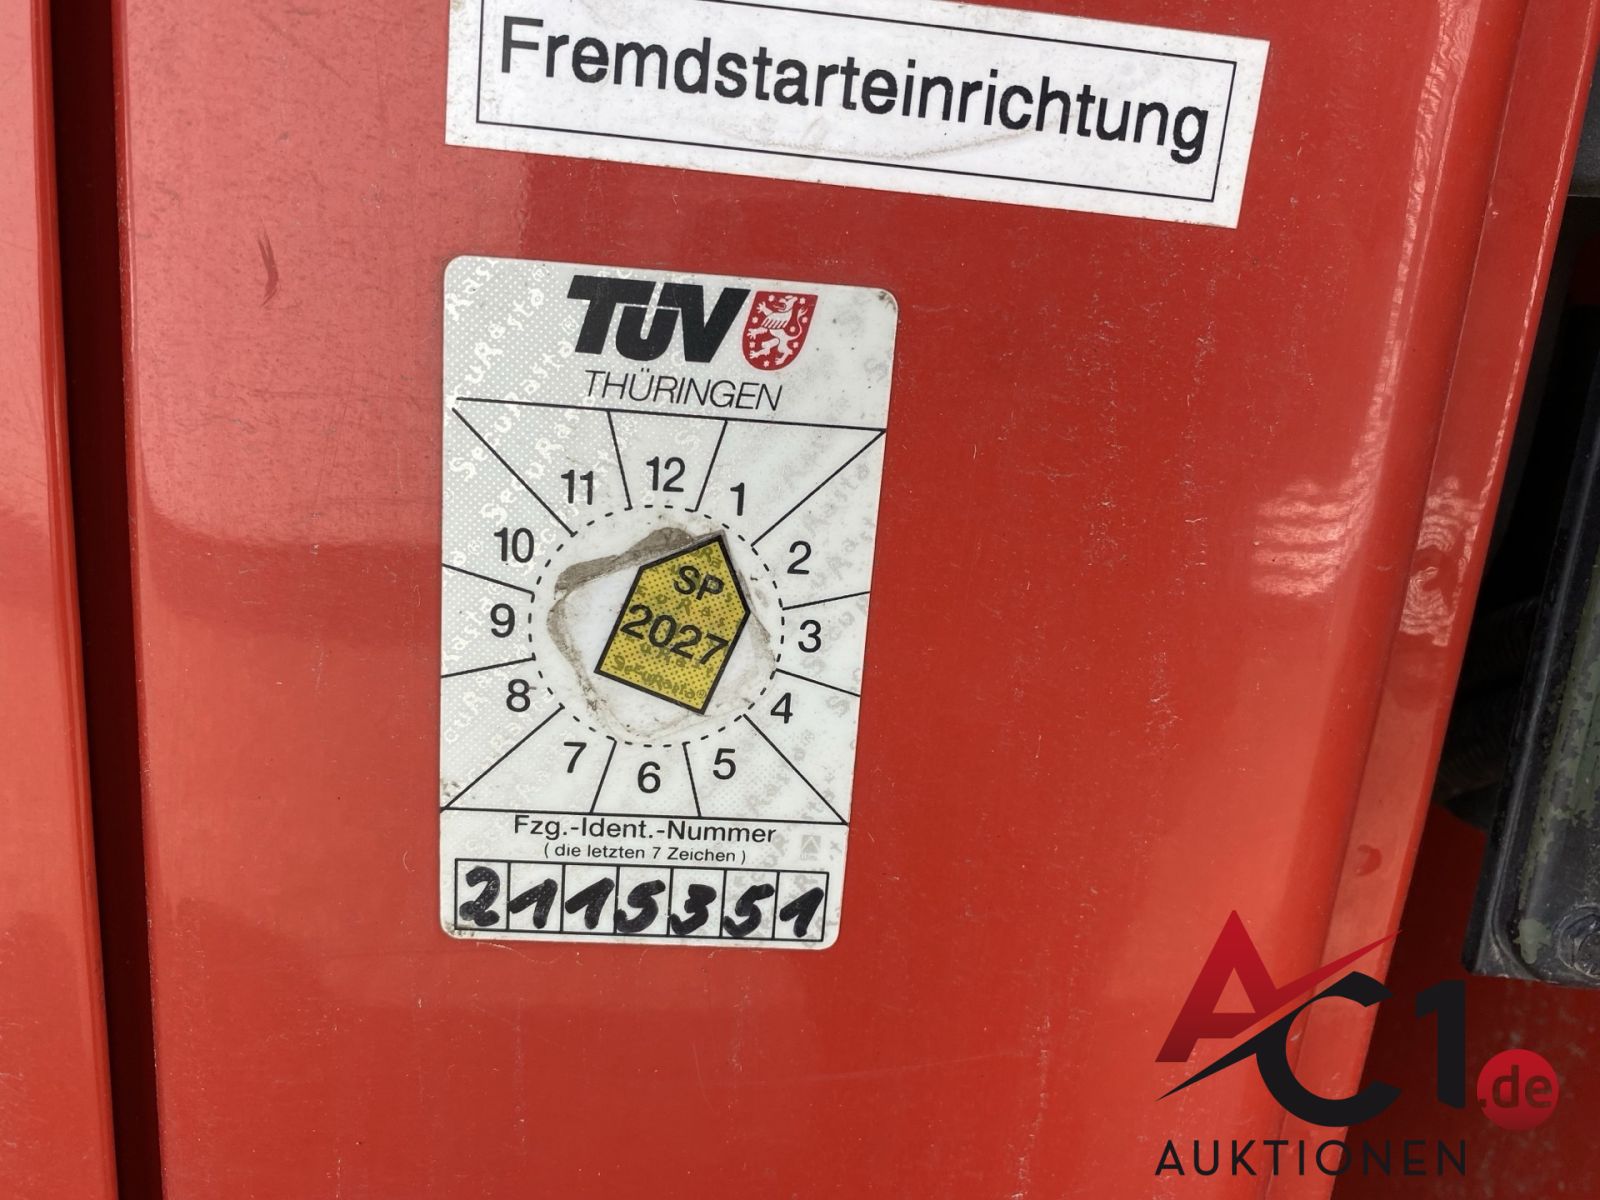 Fremdstarteinrichtung
TÜV
THÜRINGEN
11 12 1
10 2
9 3
8 4
7 6 5
SP
2027
SecuRasta®
Fzg.-Ident.-Nummer
( die letzten 7 Zeichen )
2115351
AC1.de
AUKTIONEN